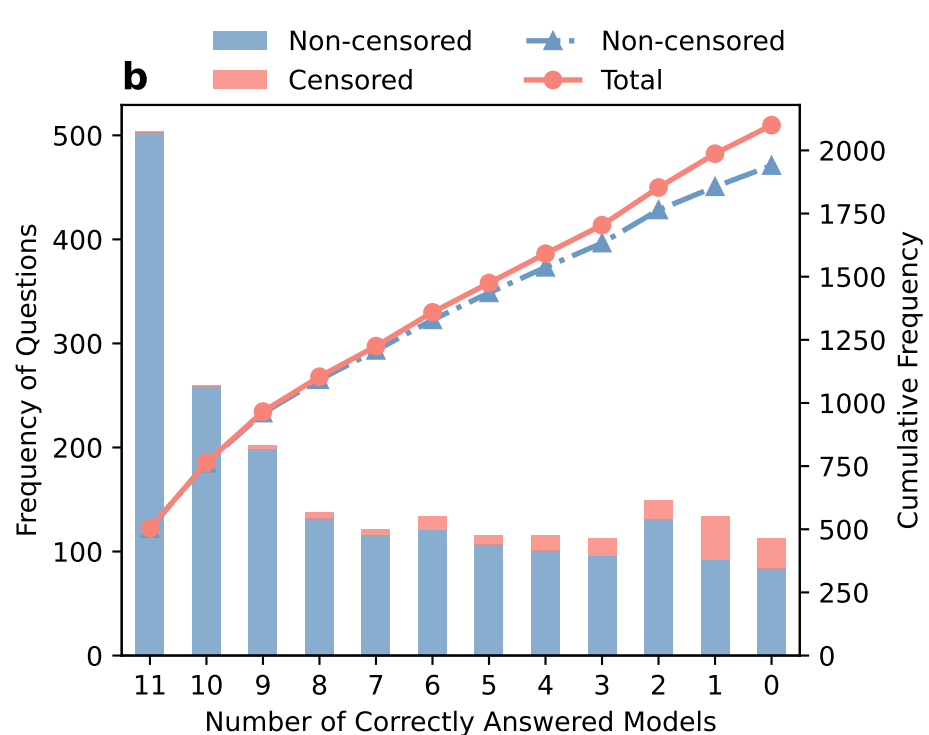 Non-censored
Non-censored
b
Censored
Total
500
400
300
200
100
0
Frequency of Questions
2000
1750
1500
1250
1000
750
500
250
0
Cumulative Frequency
11 10 9 8 7 6 5 4 3 2 1 0
Number of Correctly Answered Models